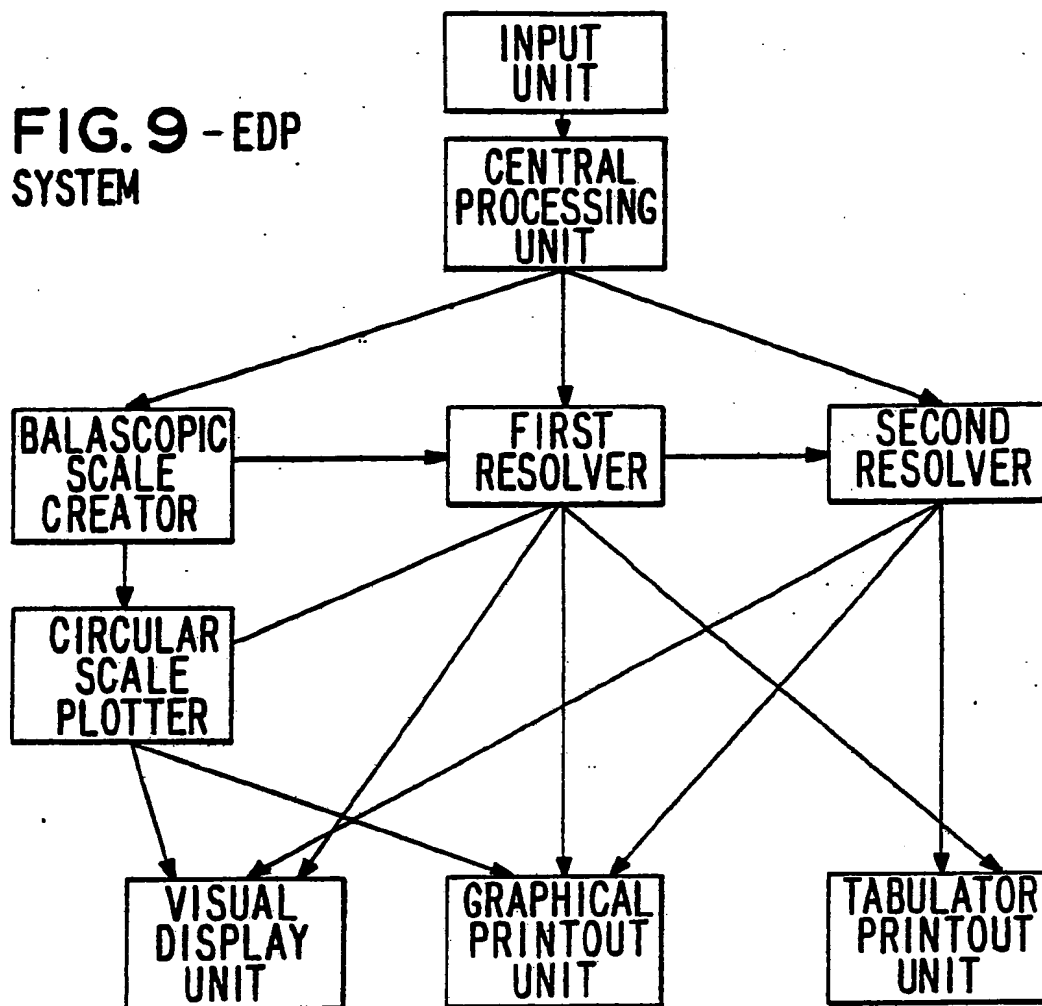 FIG. 9 - EDP
SYSTEM
INPUT
UNIT
CENTRAL
PROCESSING
UNIT
BALASCOPIC
SCALE
CREATOR
FIRST
RESOLVER
SECOND
RESOLVER
CIRCULAR
SCALE
PLOTTER
VISUAL
DISPLAY
UNIT
GRAPHICAL
PRINTOUT
UNIT
TABULATOR
PRINTOUT
UNIT